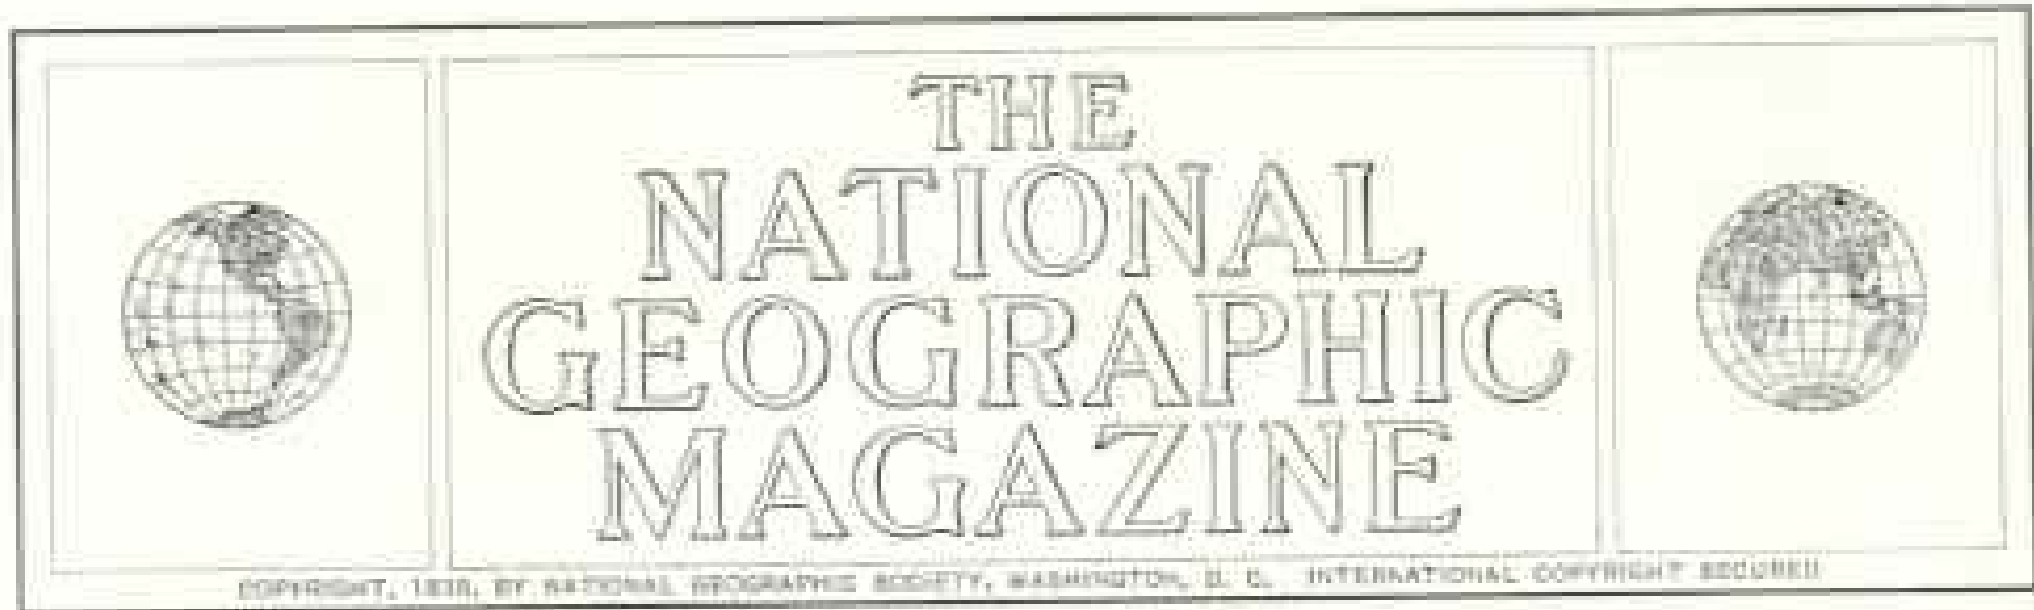 THE
NATIONAL
GEOGRAPHIC
MAGAZINE
COPYRIGHT, BY NATIONAL GEOGRAPHIC SOCIETY, WASHINGTON, D. C. INTERNATIONAL COPYRIGHT SECURED